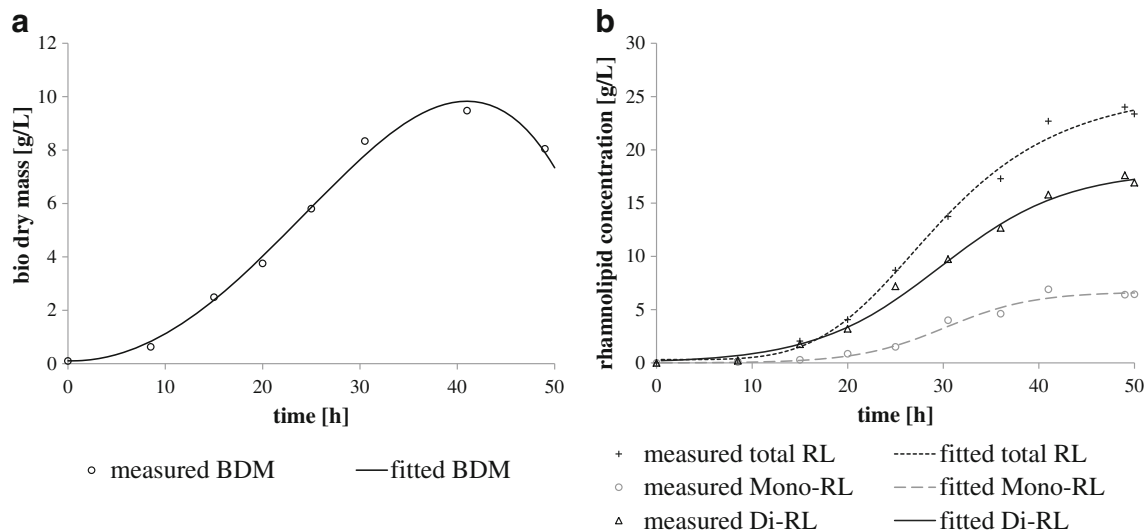 a
12
10
8
6
4
2
0
bio dry mass [g/L]
0 10 20 30 40 50
time [h]
measured BDM fitted BDM
b
30
25
20
15
10
5
0
rhamnolipid concentration [g/L]
0 10 20 30 40 50
time [h]
measured total RL fitted total RL
measured Mono-RL fitted Mono-RL
measured Di-RL fitted Di-RL